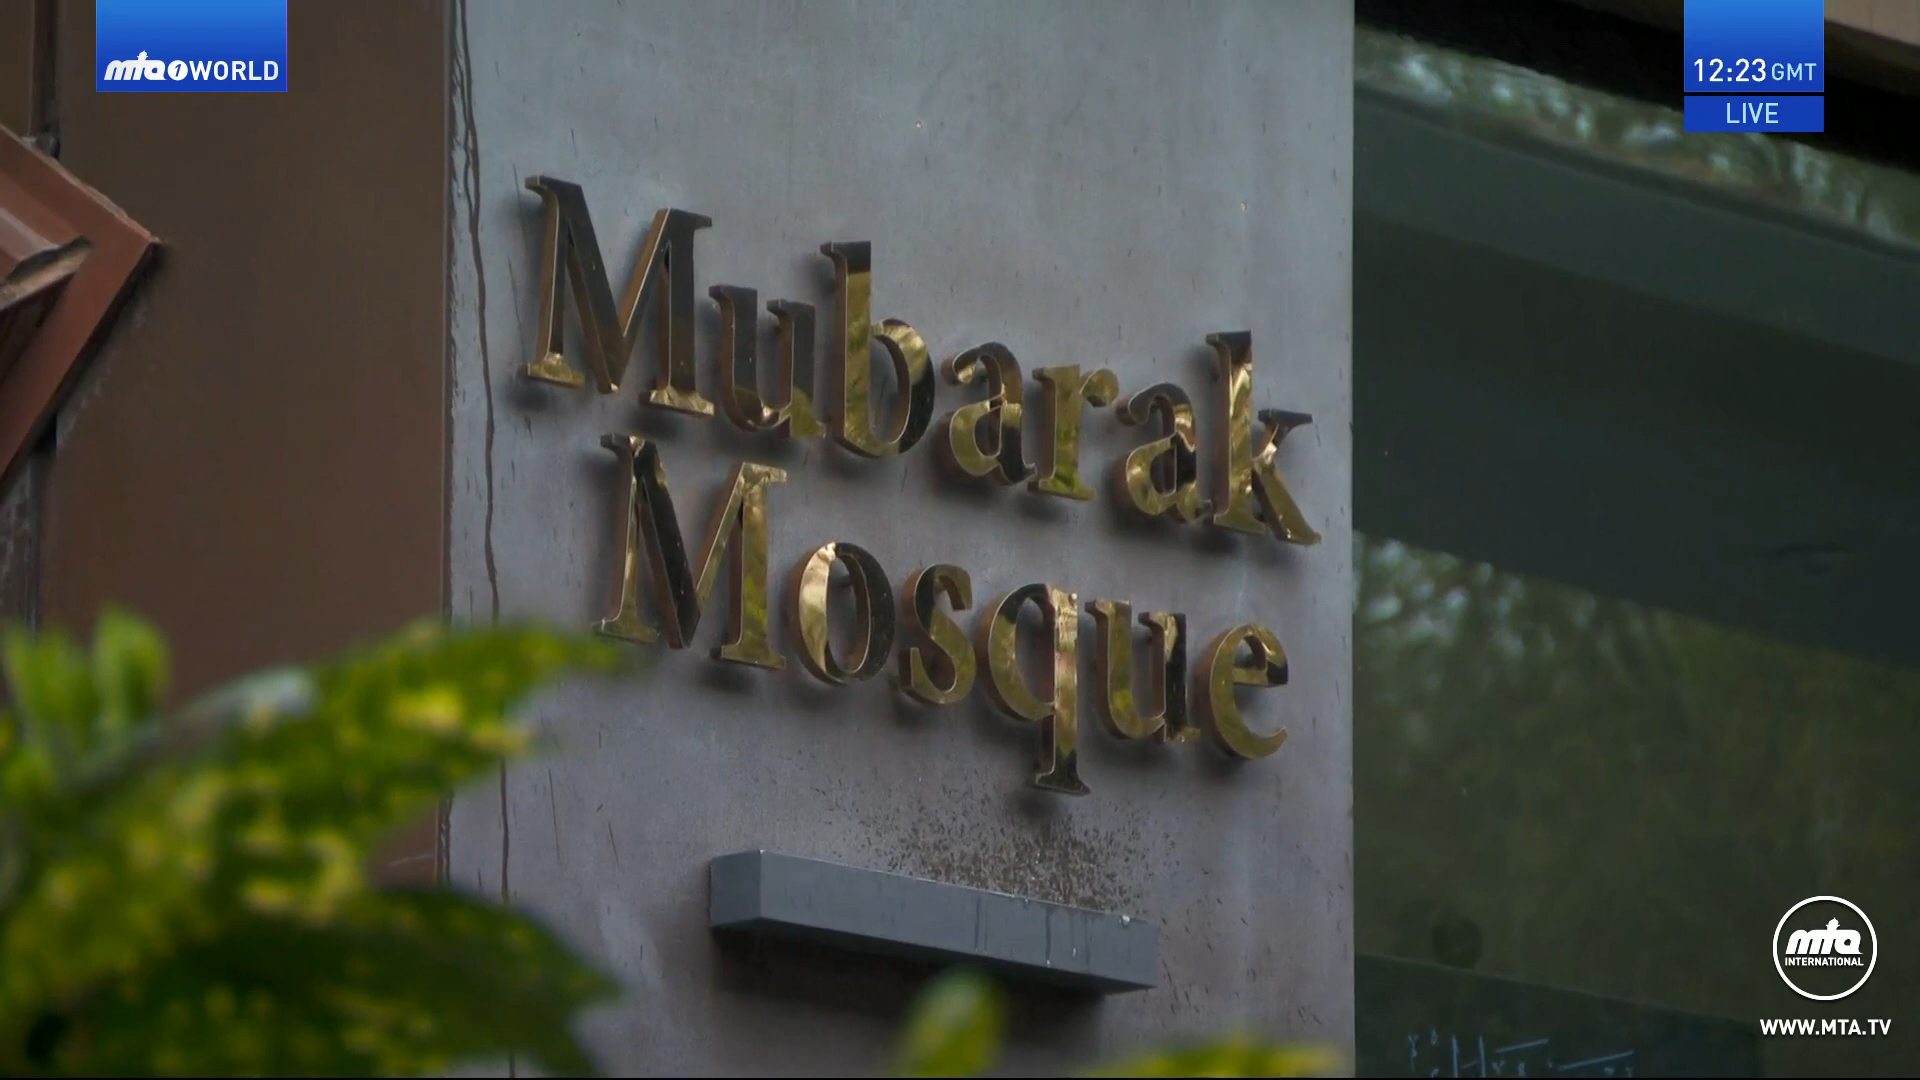 mta1WORLD
12:23 GMT
LIVE
Mubarak
Mosque
mta
INTERNATIONAL
WWW.MTA.TV